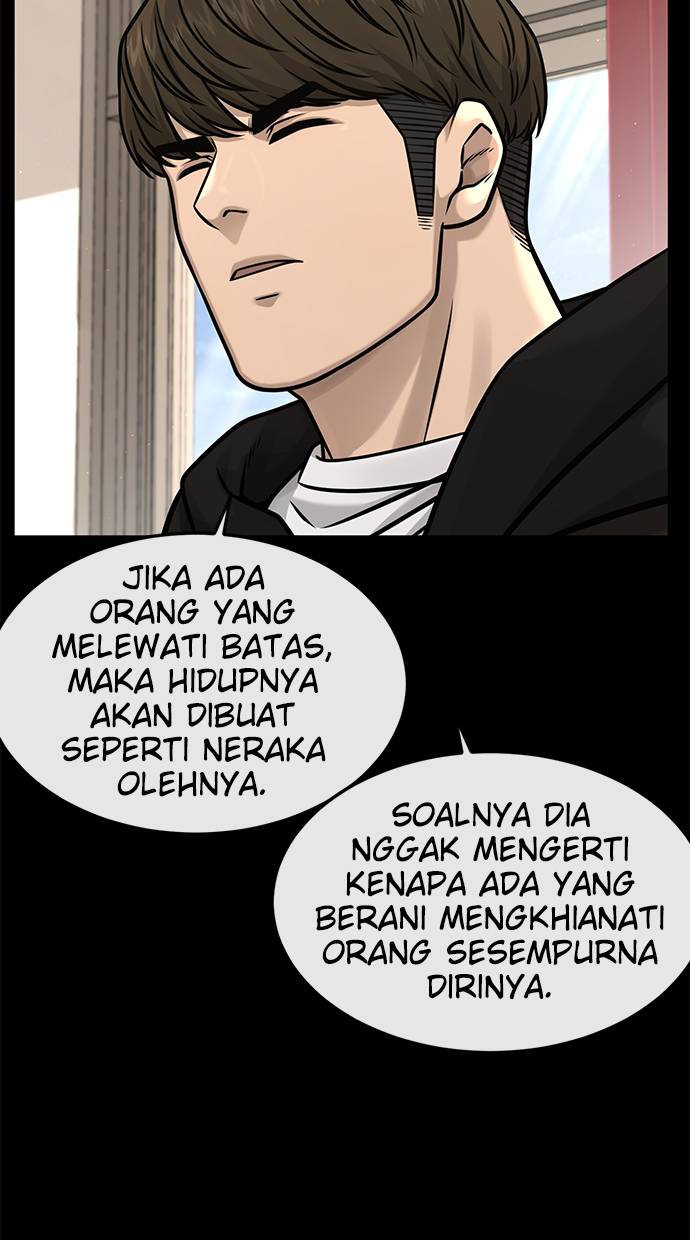 JIKA ADA
ORANG YANG
MELEWATI BATAS,
MAKA HIDUPNYA
AKAN DIBUAT
SEPERTI NERAKA
OLEHNYA.
SOALNYA DIA
NGGAK MENGERTI
KENAPA ADA YANG
BERANI MENGKHIANATI
ORANG SESEMPURNA
DIRINYA.